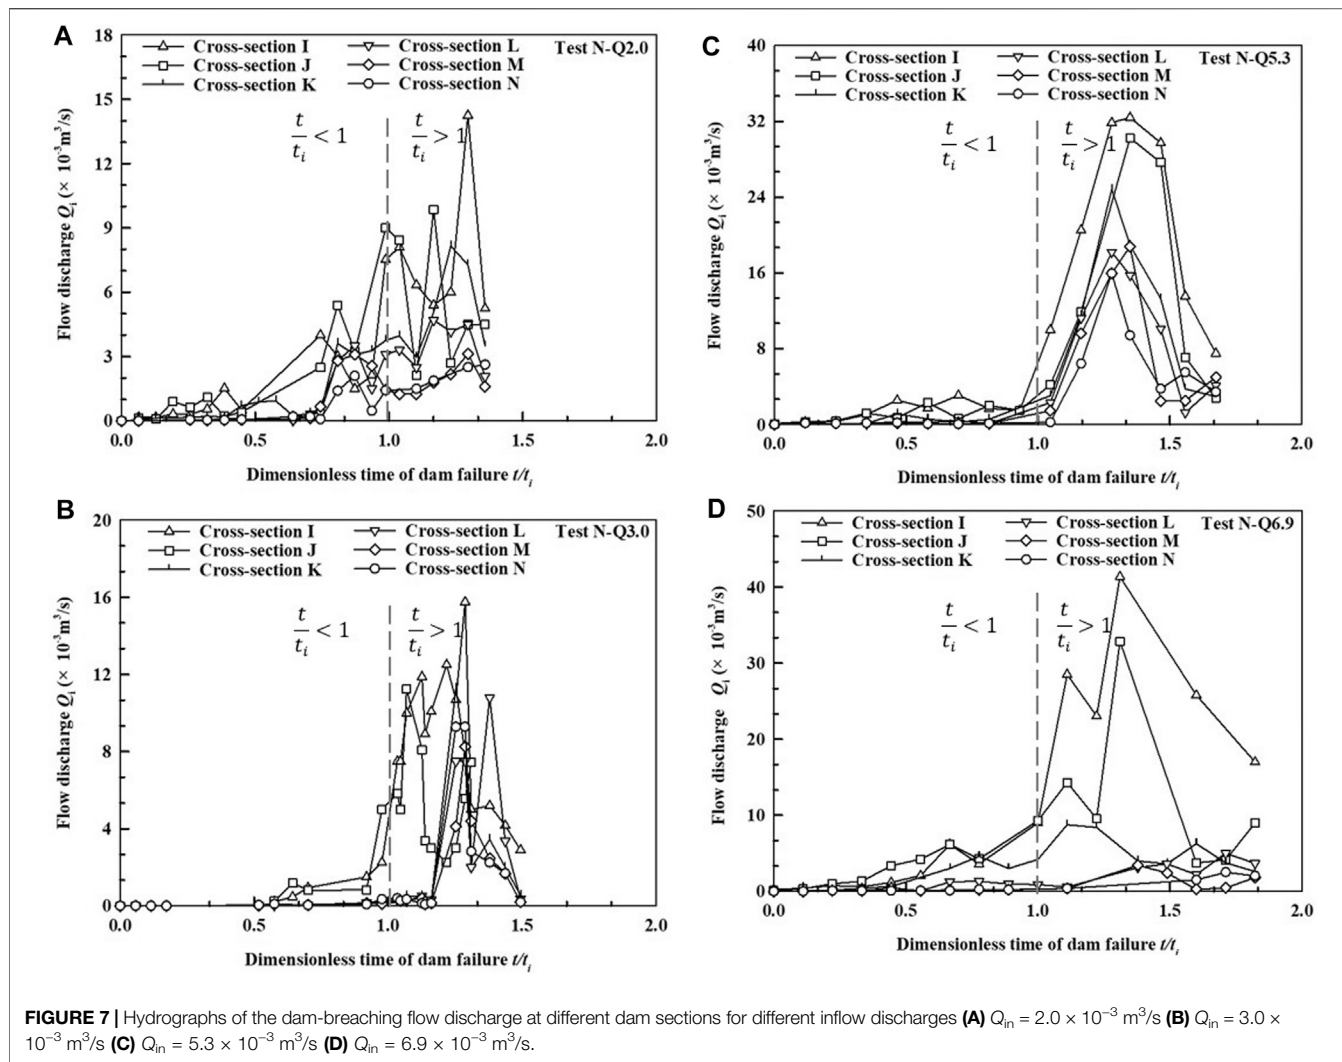 A
18
15
12
9
6
3
0
Flow discharge Qᵢ (× 10⁻³m³/s)
Cross-section I
Cross-section J
Cross-section K
Cross-section L
Cross-section M
Cross-section N
Test N-Q2.0
t/tᵢ < 1
t/tᵢ > 1
0.0 0.5 1.0 1.5 2.0
Dimensionless time of dam failure t/tᵢ
B
20
16
12
8
4
0
Flow discharge Qᵢ (× 10⁻³m³/s)
Cross-section I
Cross-section J
Cross-section K
Cross-section L
Cross-section M
Cross-section N
Test N-Q3.0
t/tᵢ < 1
t/tᵢ > 1
0.0 0.5 1.0 1.5 2.0
Dimensionless time of dam failure t/tᵢ
C
40
32
24
16
8
0
Flow discharge Qᵢ (× 10⁻³m³/s)
Cross-section I
Cross-section J
Cross-section K
Cross-section L
Cross-section M
Cross-section N
Test N-Q5.3
t/tᵢ < 1
t/tᵢ > 1
0.0 0.5 1.0 1.5 2.0
Dimensionless time of dam failure t/tᵢ
D
50
40
30
20
10
0
Flow discharge Qᵢ (× 10⁻³m³/s)
Cross-section I
Cross-section J
Cross-section K
Cross-section L
Cross-section M
Cross-section N
Test N-Q6.9
t/tᵢ < 1
t/tᵢ > 1
0.0 0.5 1.0 1.5 2.0
Dimensionless time of dam failure t/tᵢ
FIGURE 7 | Hydrographs of the dam-breaching flow discharge at different dam sections for different inflow discharges (A) Qin = 2.0 × 10⁻³ m³/s (B) Qin = 3.0 ×
10⁻³ m³/s (C) Qin = 5.3 × 10⁻³ m³/s (D) Qin = 6.9 × 10⁻³ m³/s.